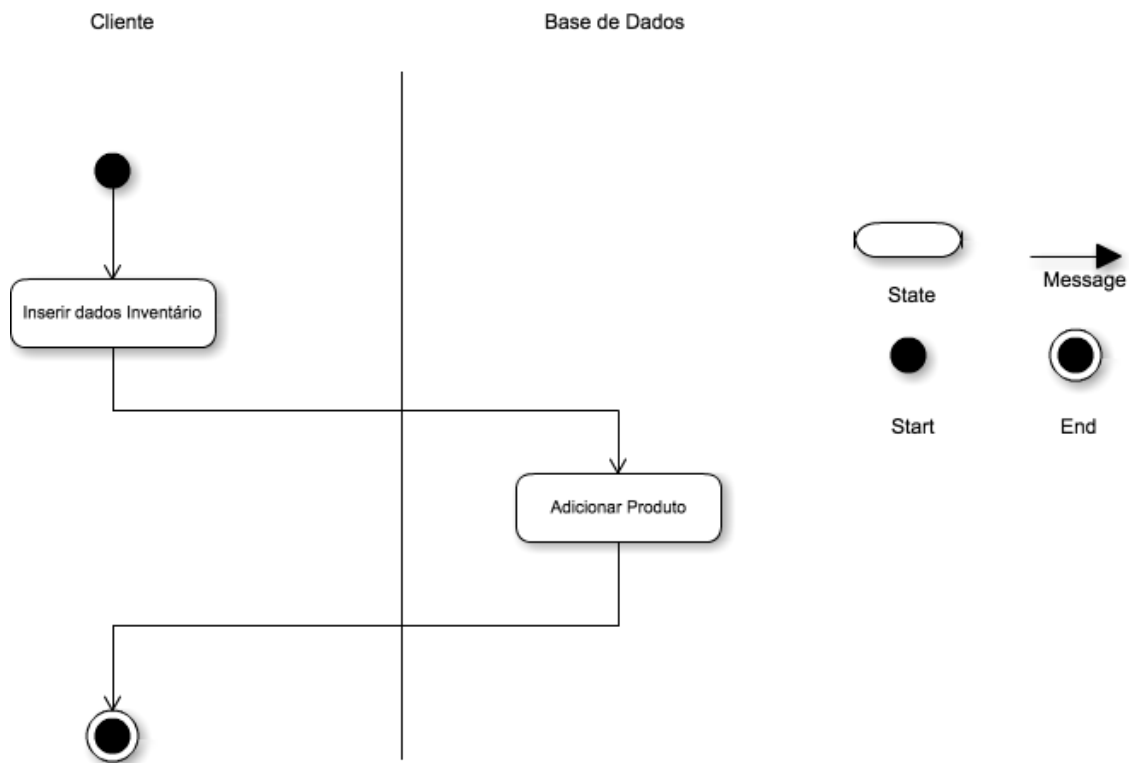 Cliente
Base de Dados
Inserir dados Inventário
Adicionar Produto
State
Message
Start
End